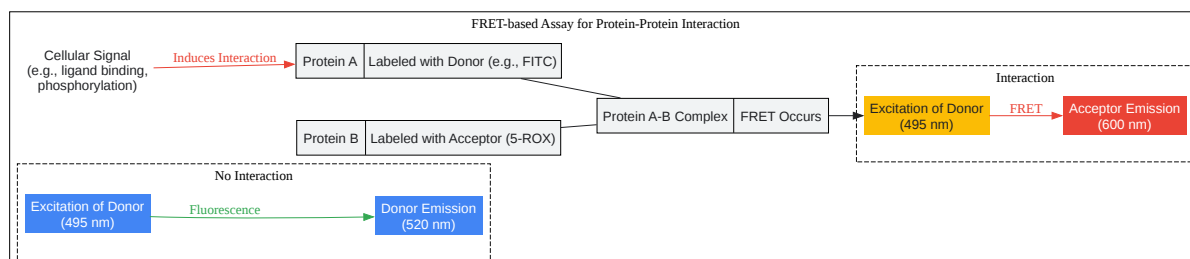 FRET-based Assay for Protein-Protein Interaction
Cellular Signal
(e.g., ligand binding,
phosphorylation)
Induces Interaction
Protein A
Labeled with Donor (e.g., FITC)
Protein B
Labeled with Acceptor (5-ROX)
Protein A-B Complex
FRET Occurs
Interaction
Excitation of Donor
(495 nm)
FRET
Acceptor Emission
(600 nm)
No Interaction
Excitation of Donor
(495 nm)
Fluorescence
Donor Emission
(520 nm)